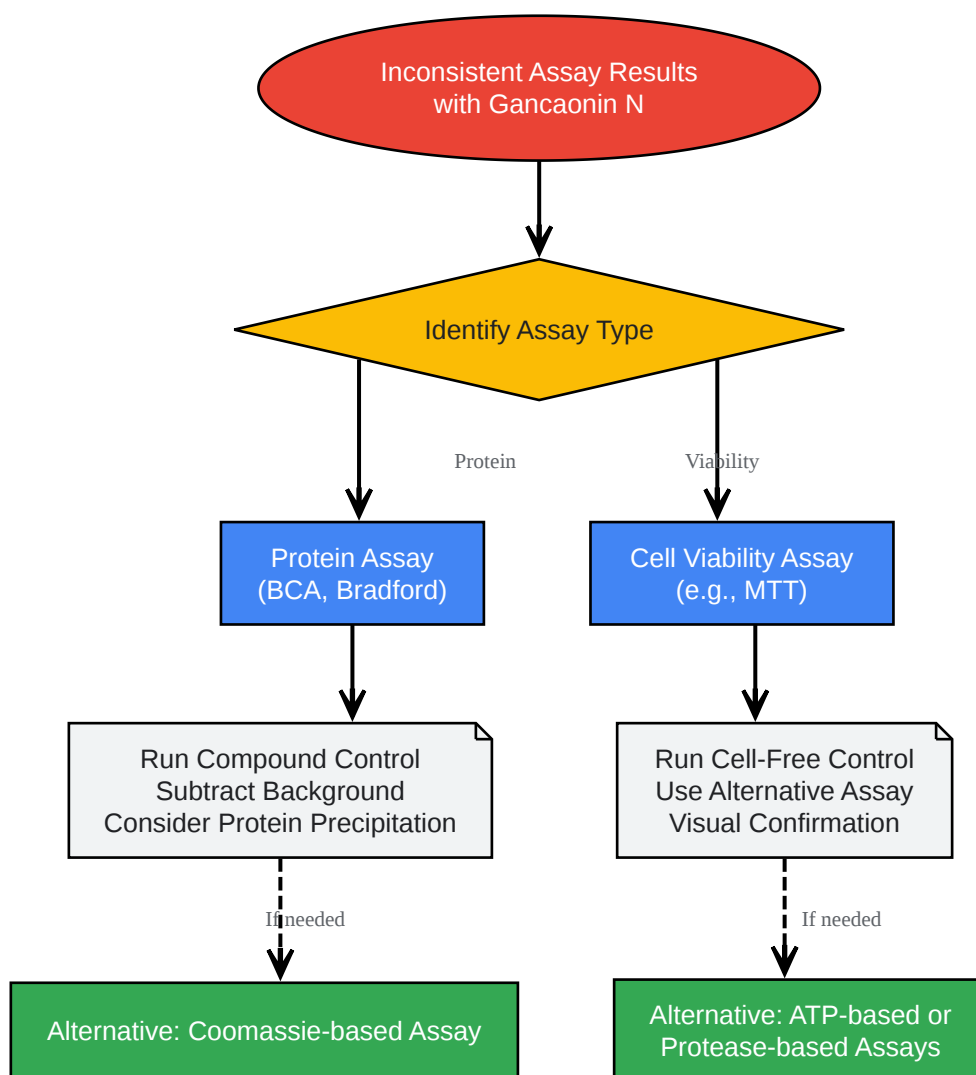 Inconsistent Assay Results
with Gancaonin N
Identify Assay Type
Protein
Viability
Protein Assay
(BCA, Bradford)
Cell Viability Assay
(e.g., MTT)
Run Compound Control
Subtract Background
Consider Protein Precipitation
Run Cell-Free Control
Use Alternative Assay
Visual Confirmation
If needed
If needed
Alternative: Coomassie-based Assay
Alternative: ATP-based or
Protease-based Assays